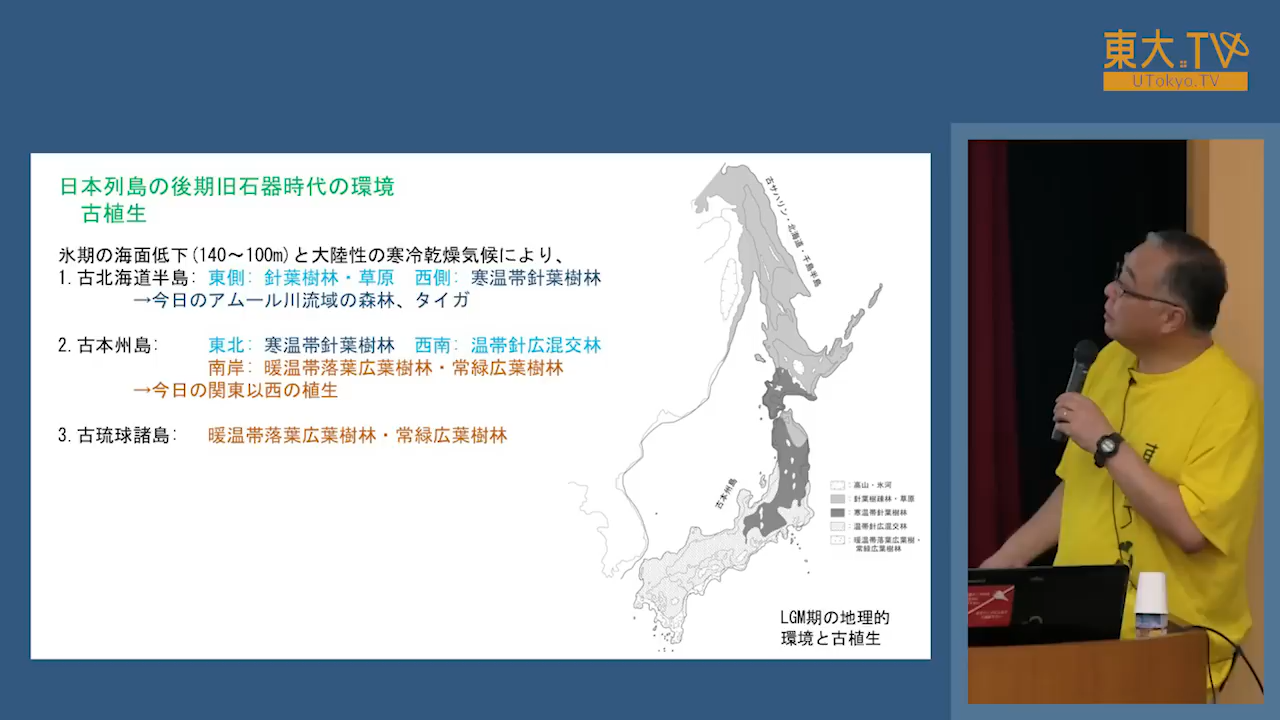 東大.TV
UTokyo.TV
日本列島の後期旧石器時代の環境
古植生
氷期の海面低下(140～100m)と大陸性の寒冷乾燥気候により、
1.古北海道半島: 東側: 針葉樹林・草原 西側: 寒温帯針葉樹林
→今日のアムール川流域の森林、タイガ
2.古本州島: 東北: 寒温帯針葉樹林 西南: 温帯針広混交林
南岸: 暖温帯落葉広葉樹林・常緑広葉樹林
→今日の関東以西の植生
3.古琉球諸島: 暖温帯落葉広葉樹林・常緑広葉樹林
古サハリン・北海道・千島半島
古本州島
:高山・氷河
:針葉樹疎林・草原
:寒温帯針葉樹林
:温帯針広混交林
:暖温帯落葉広葉樹・
常緑広葉樹林
LGM期の地理的
環境と古植生